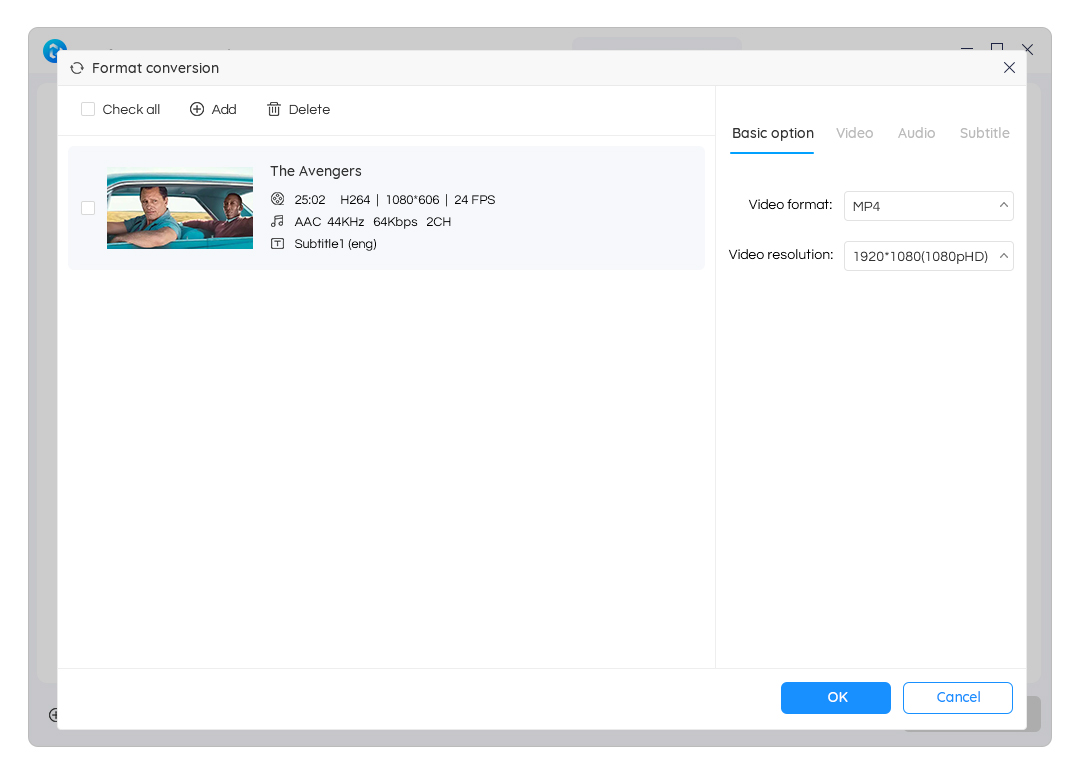 Format conversion
Check all Add Delete
The Avengers
25:02 H264 | 1080*606 | 24 FPS
AAC 44KHz 64Kbps 2CH
Subtitle1 (eng)
Basic option Video Audio Subtitle
Video format: MP4
Video resolution: 1920*1080(1080pHD)
OK Cancel